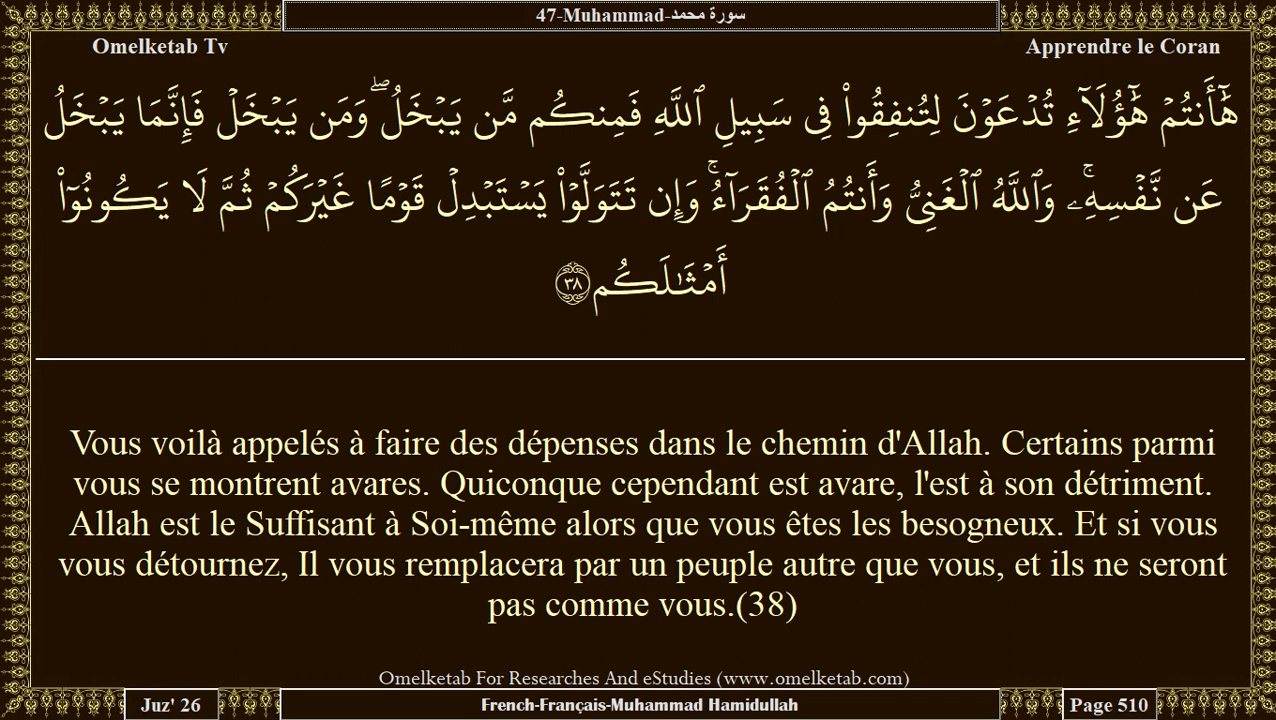 47-Muhammad-سورة محمد
Omelketab Tv
Apprendre le Coran
هَٰٓأَنتُمْ هَٰٓؤُلَآءِ تُدْعَوْنَ لِتُنفِقُوا۟ فِى سَبِيلِ ٱللَّهِ فَمِنكُم مَّن يَبْخَلُ ۖ وَمَن يَبْخَلْ فَإِنَّمَا يَبْخَلُ
عَن نَّفْسِهِۦ ۚ وَٱللَّهُ ٱلْغَنِىُّ وَأَنتُمُ ٱلْفُقَرَآءُ ۚ وَإِن تَتَوَلَّوْا۟ يَسْتَبْدِلْ قَوْمًا غَيْرَكُمْ ثُمَّ لَا يَكُونُوٓا۟
أَمْثَٰلَكُم ٣٨
Vous voilà appelés à faire des dépenses dans le chemin d'Allah. Certains parmi
vous se montrent avares. Quiconque cependant est avare, l'est à son détriment.
Allah est le Suffisant à Soi-même alors que vous êtes les besogneux. Et si vous
vous détournez, Il vous remplacera par un peuple autre que vous, et ils ne seront
pas comme vous.(38)
Omelketab For Researches And eStudies (www.omelketab.com)
Juz' 26
French-Français-Muhammad Hamidullah
Page 510